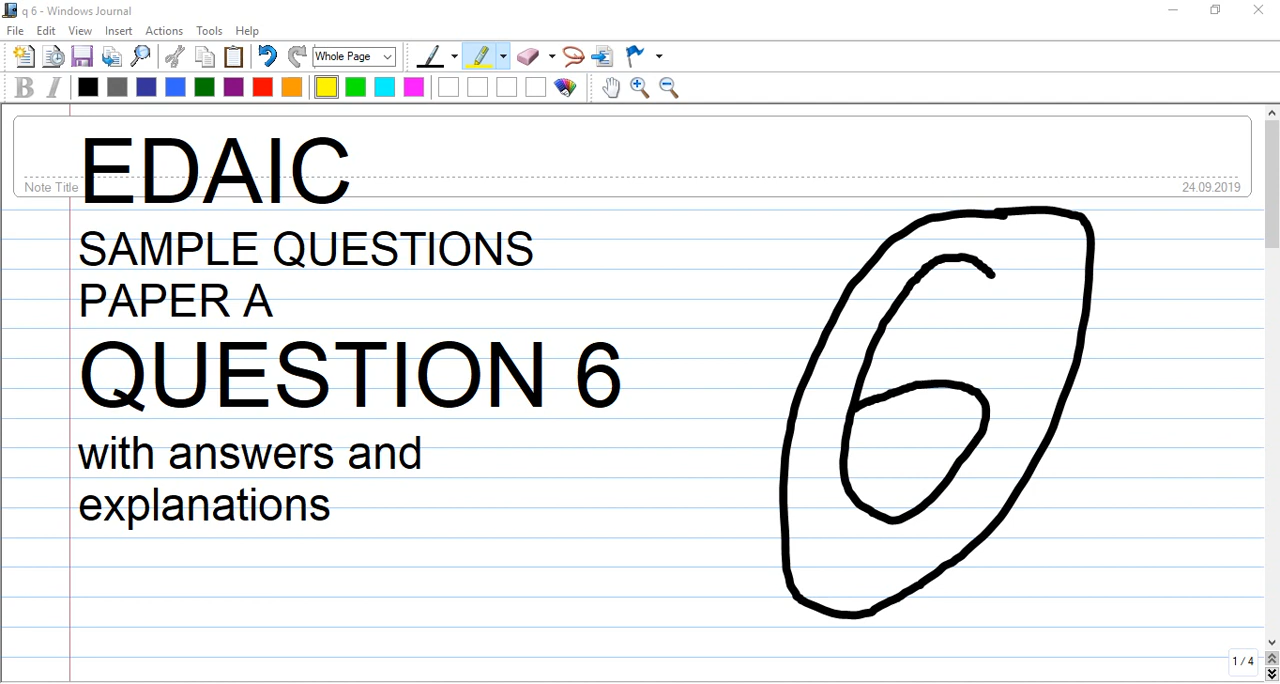 q 6 - Windows Journal
File Edit View Insert Actions Tools Help
Whole Page
B I
Note Title
24.09.2019
EDAIC
SAMPLE QUESTIONS
PAPER A
QUESTION 6
with answers and
explanations
6
1 / 4